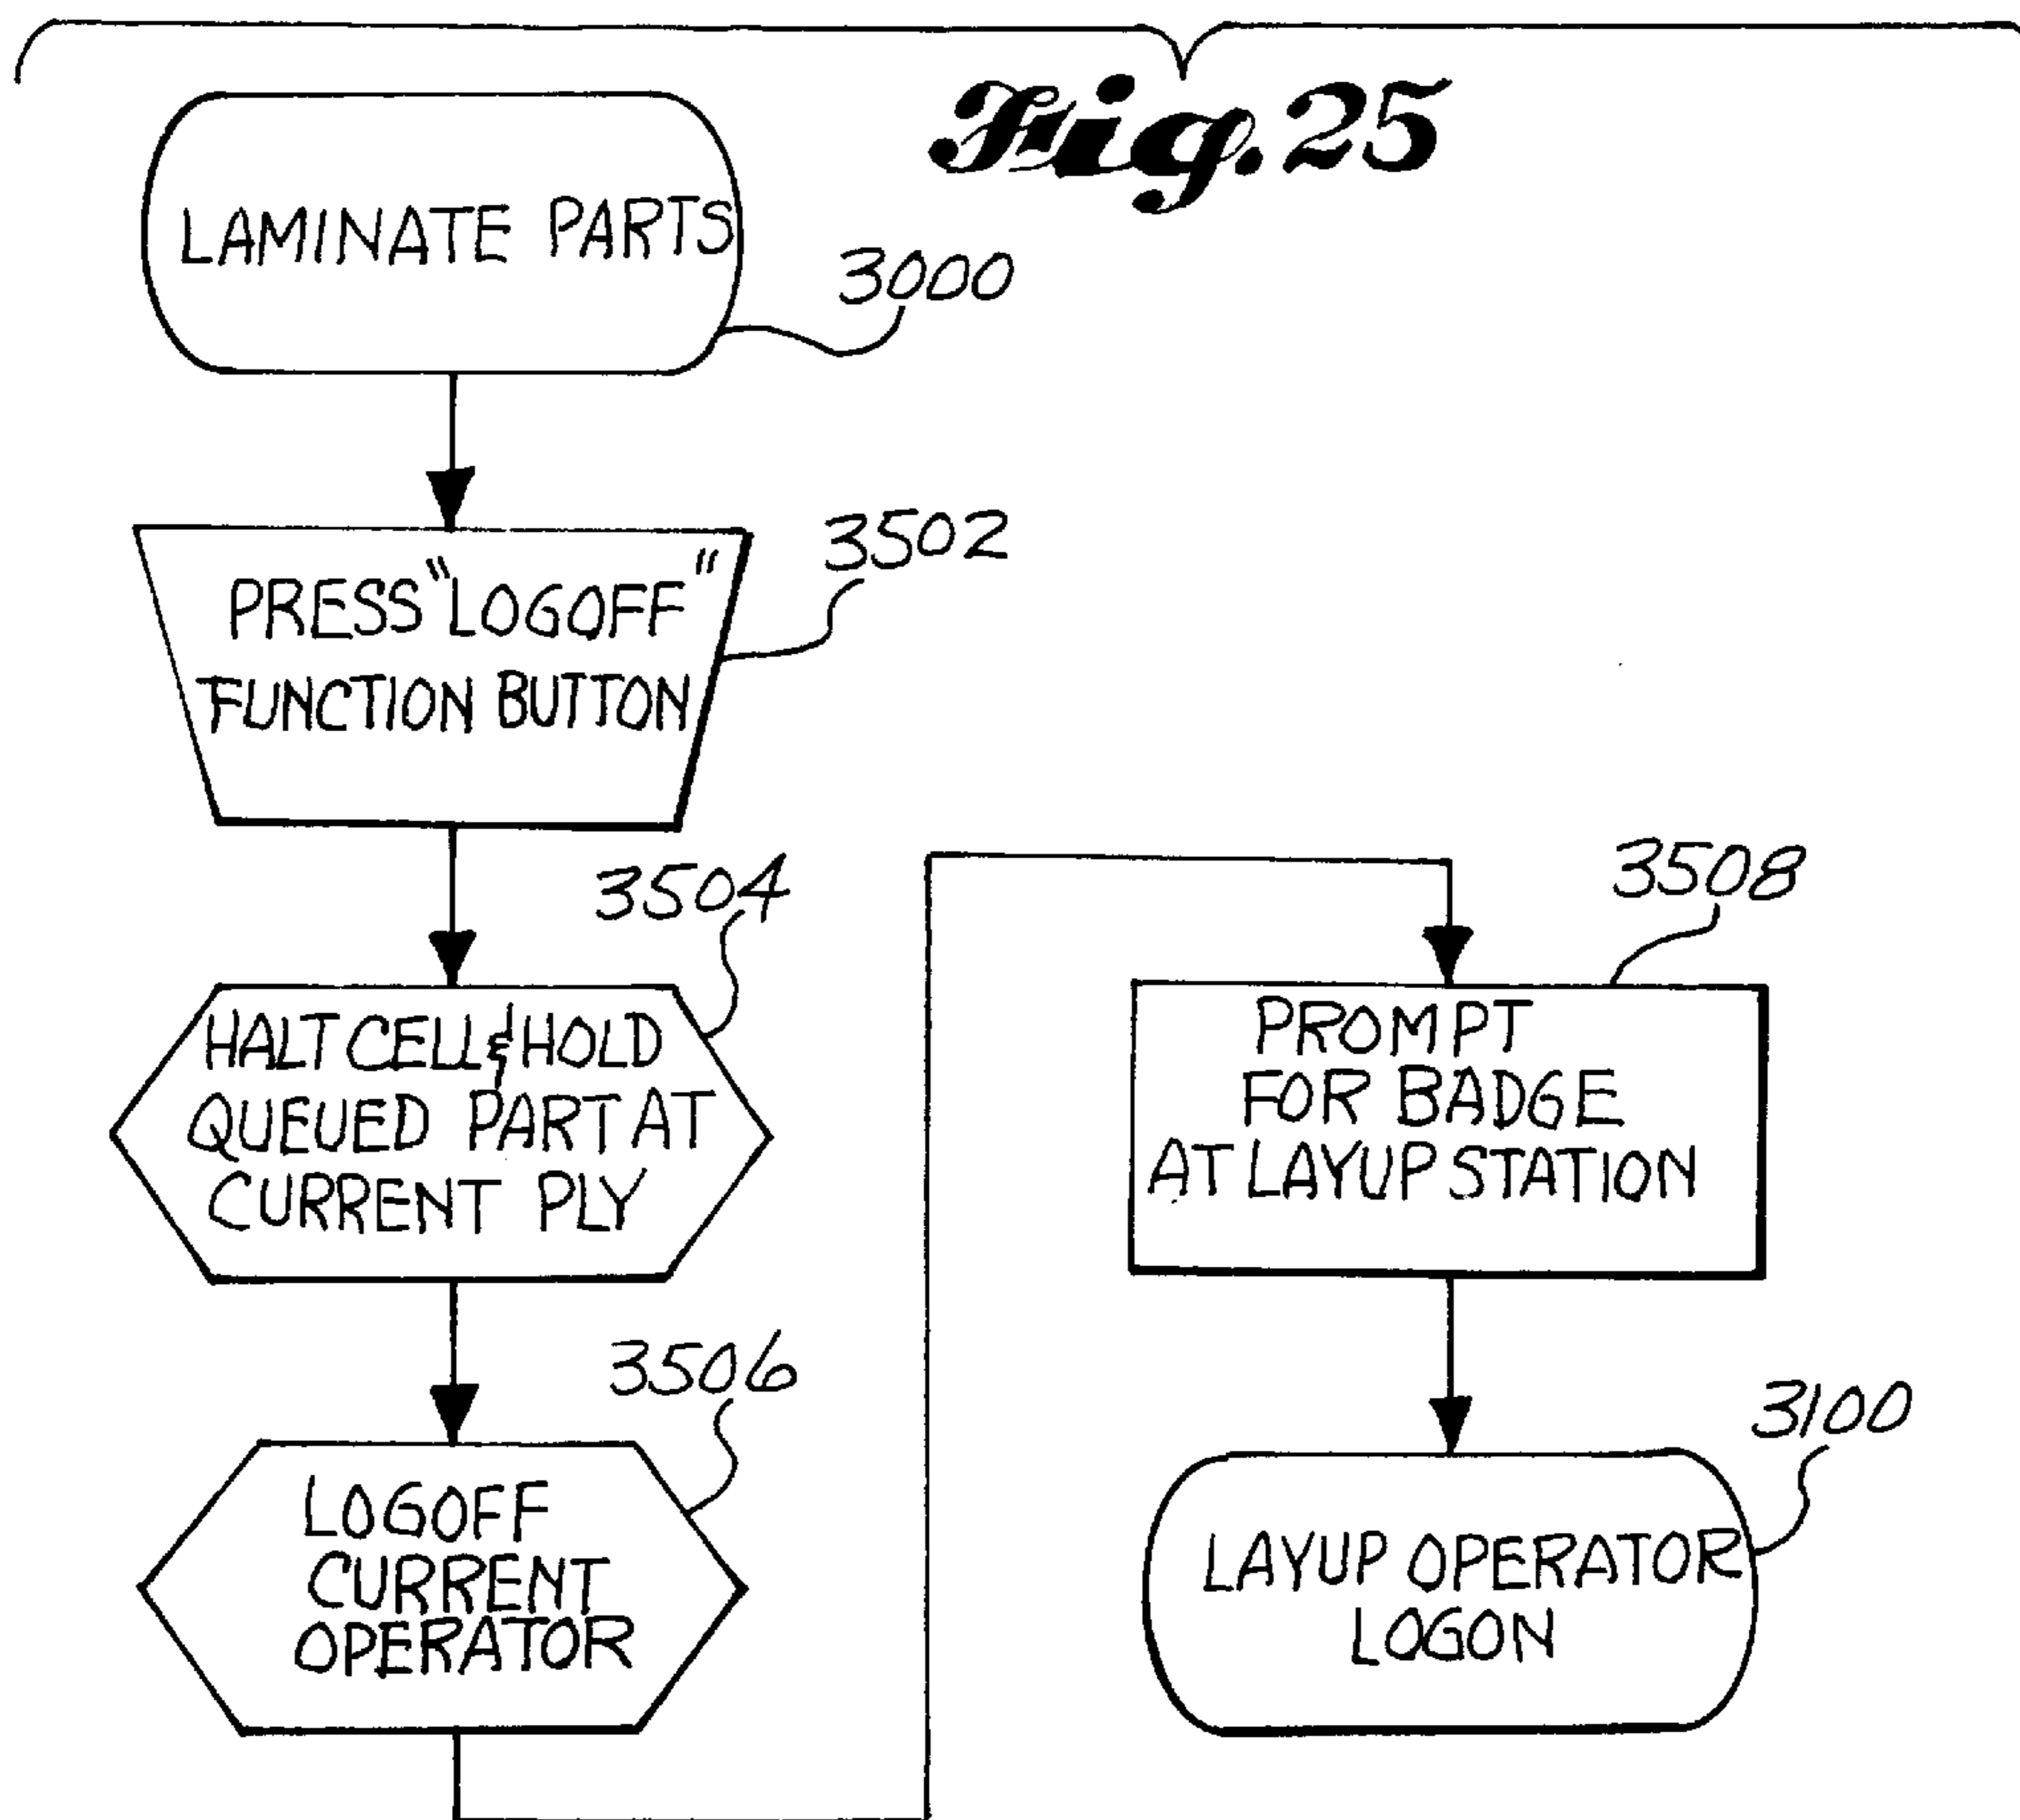 Fig. 25
LAMINATE PARTS
3000
PRESS "LOGOFF"
FUNCTION BUTTON
3502
HALT CELL & HOLD
QUEUED PART AT
CURRENT PLY
3504
LOGOFF
CURRENT
OPERATOR
3506
PROMPT
FOR BADGE
AT LAYUP STATION
3508
LAYUP OPERATOR
LOGON
3100